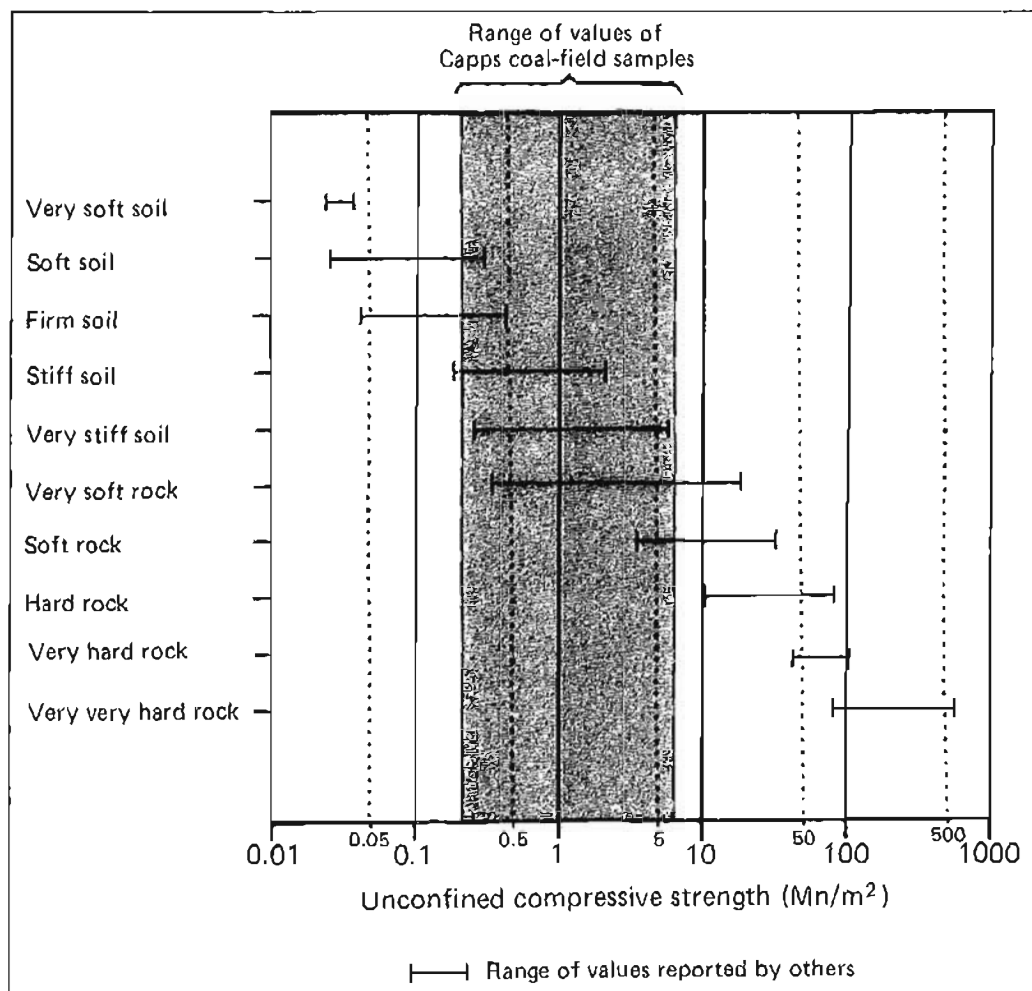 Range of values of
Capps coal-field samples
Very soft soil
Soft soil
Firm soil
Stiff soil
Very stiff soil
Very soft rock
Soft rock
Hard rock
Very hard rock
Very very hard rock
0.01 0.05 0.1 0.5 1 5 10 50 100 500 1000
Unconfined compressive strength (Mn/m²)
Range of values reported by others